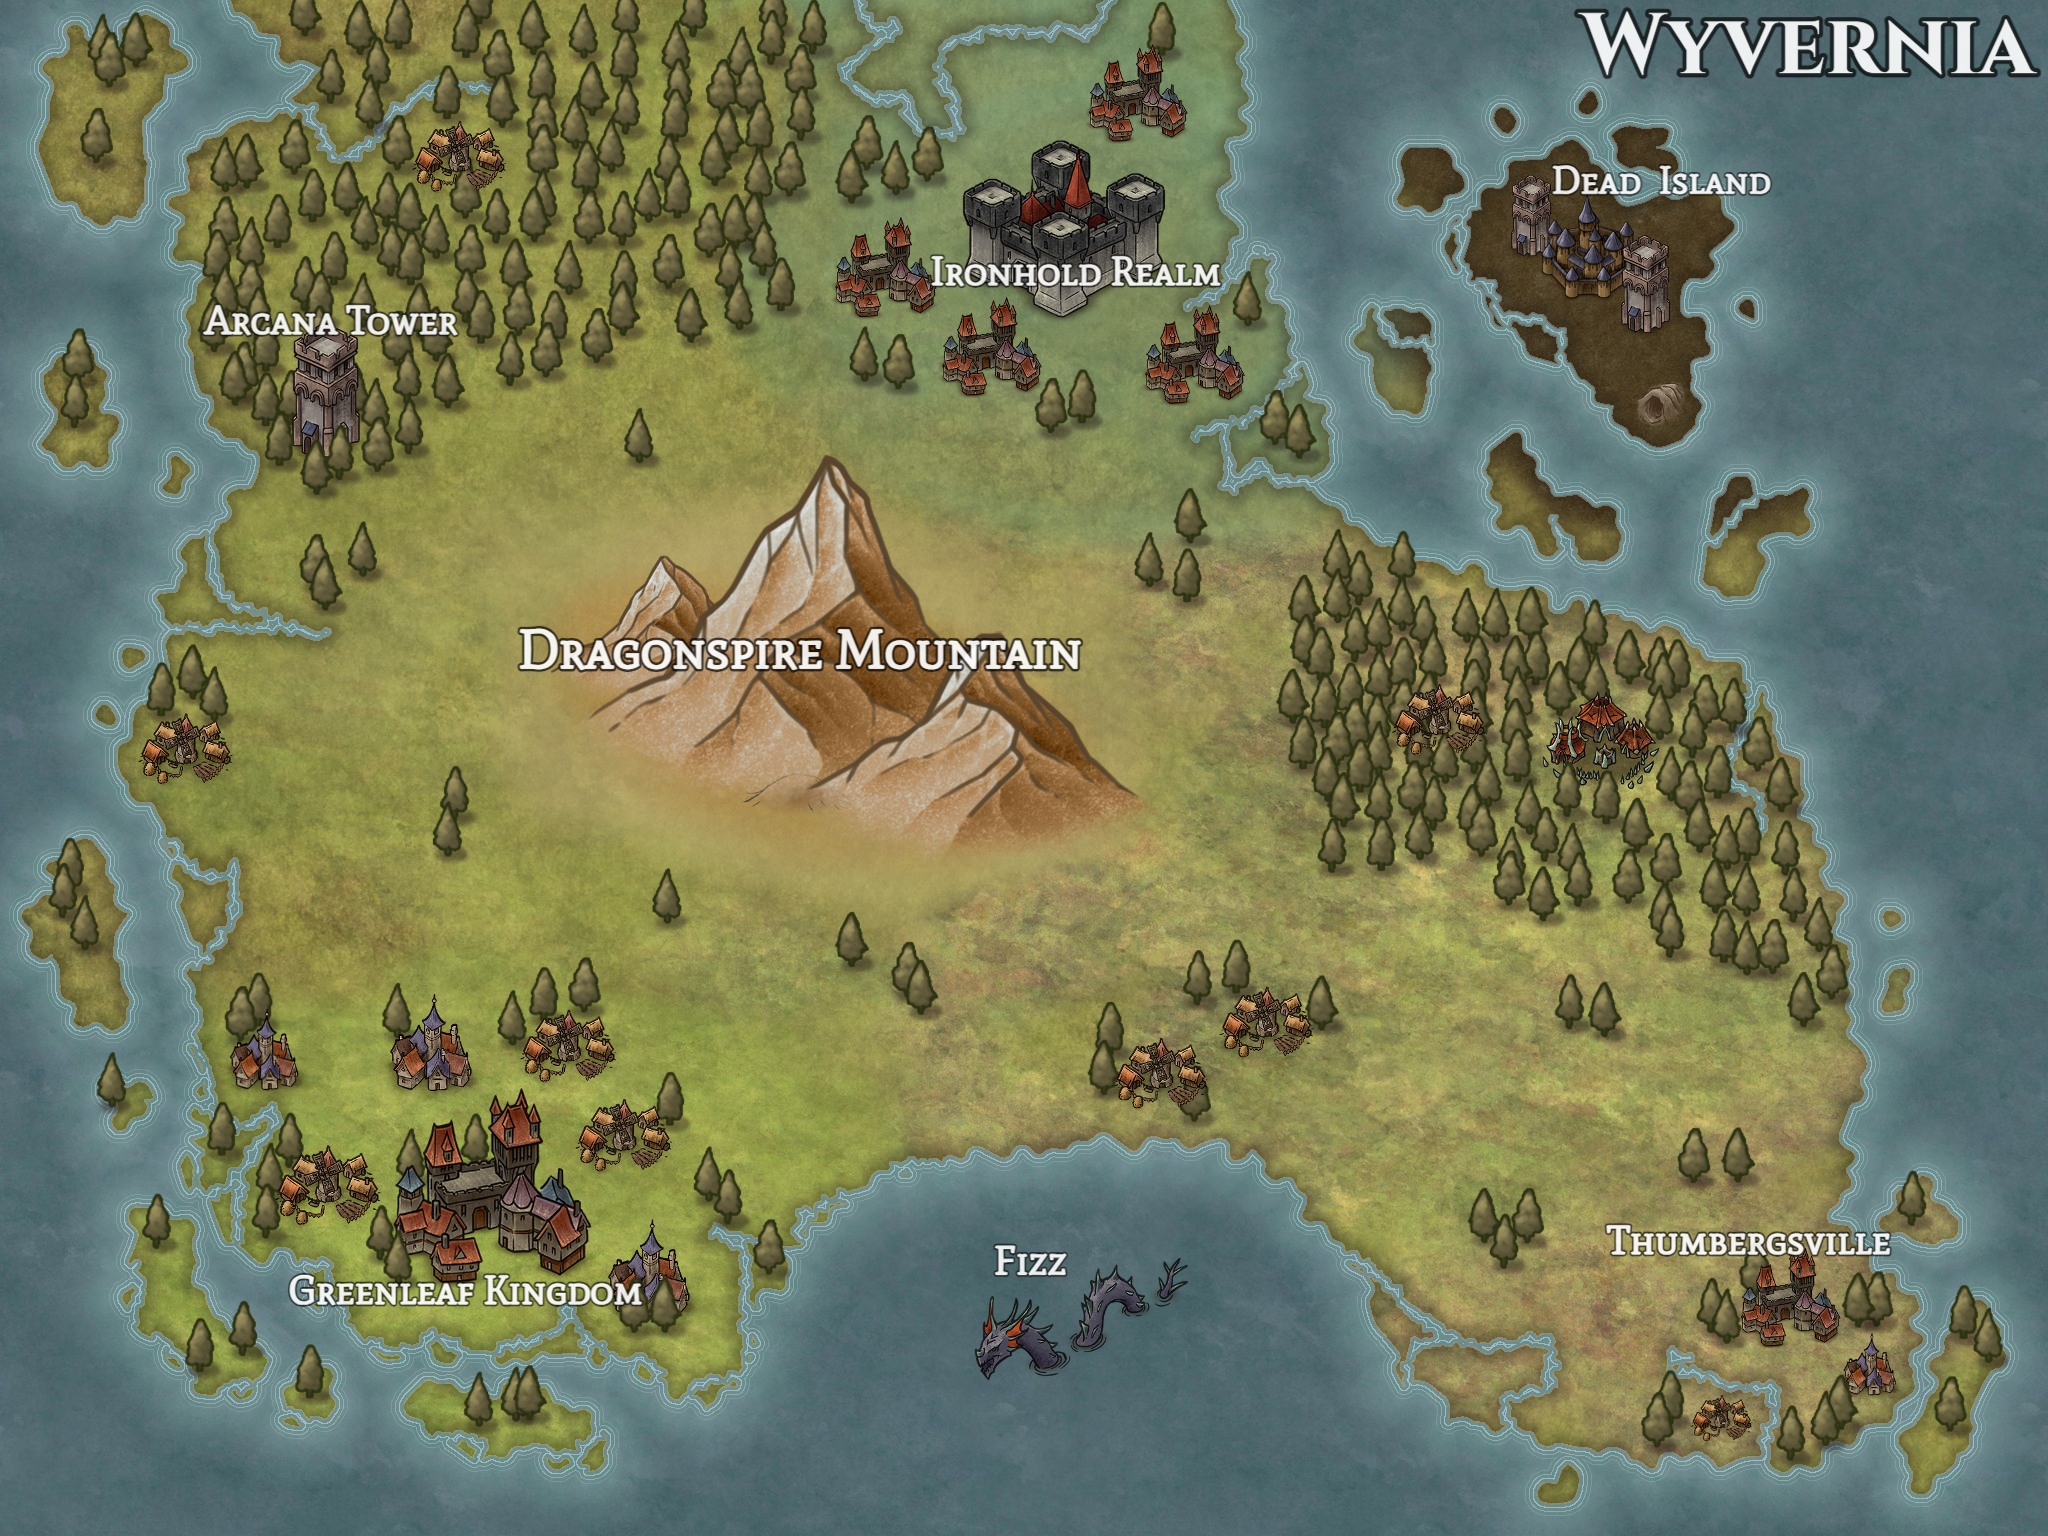 Wyvernia
Dead Island
Ironhold Realm
Arcana Tower
Dragonspire Mountain
Thumbergsville
Fizz
Greenleaf Kingdom